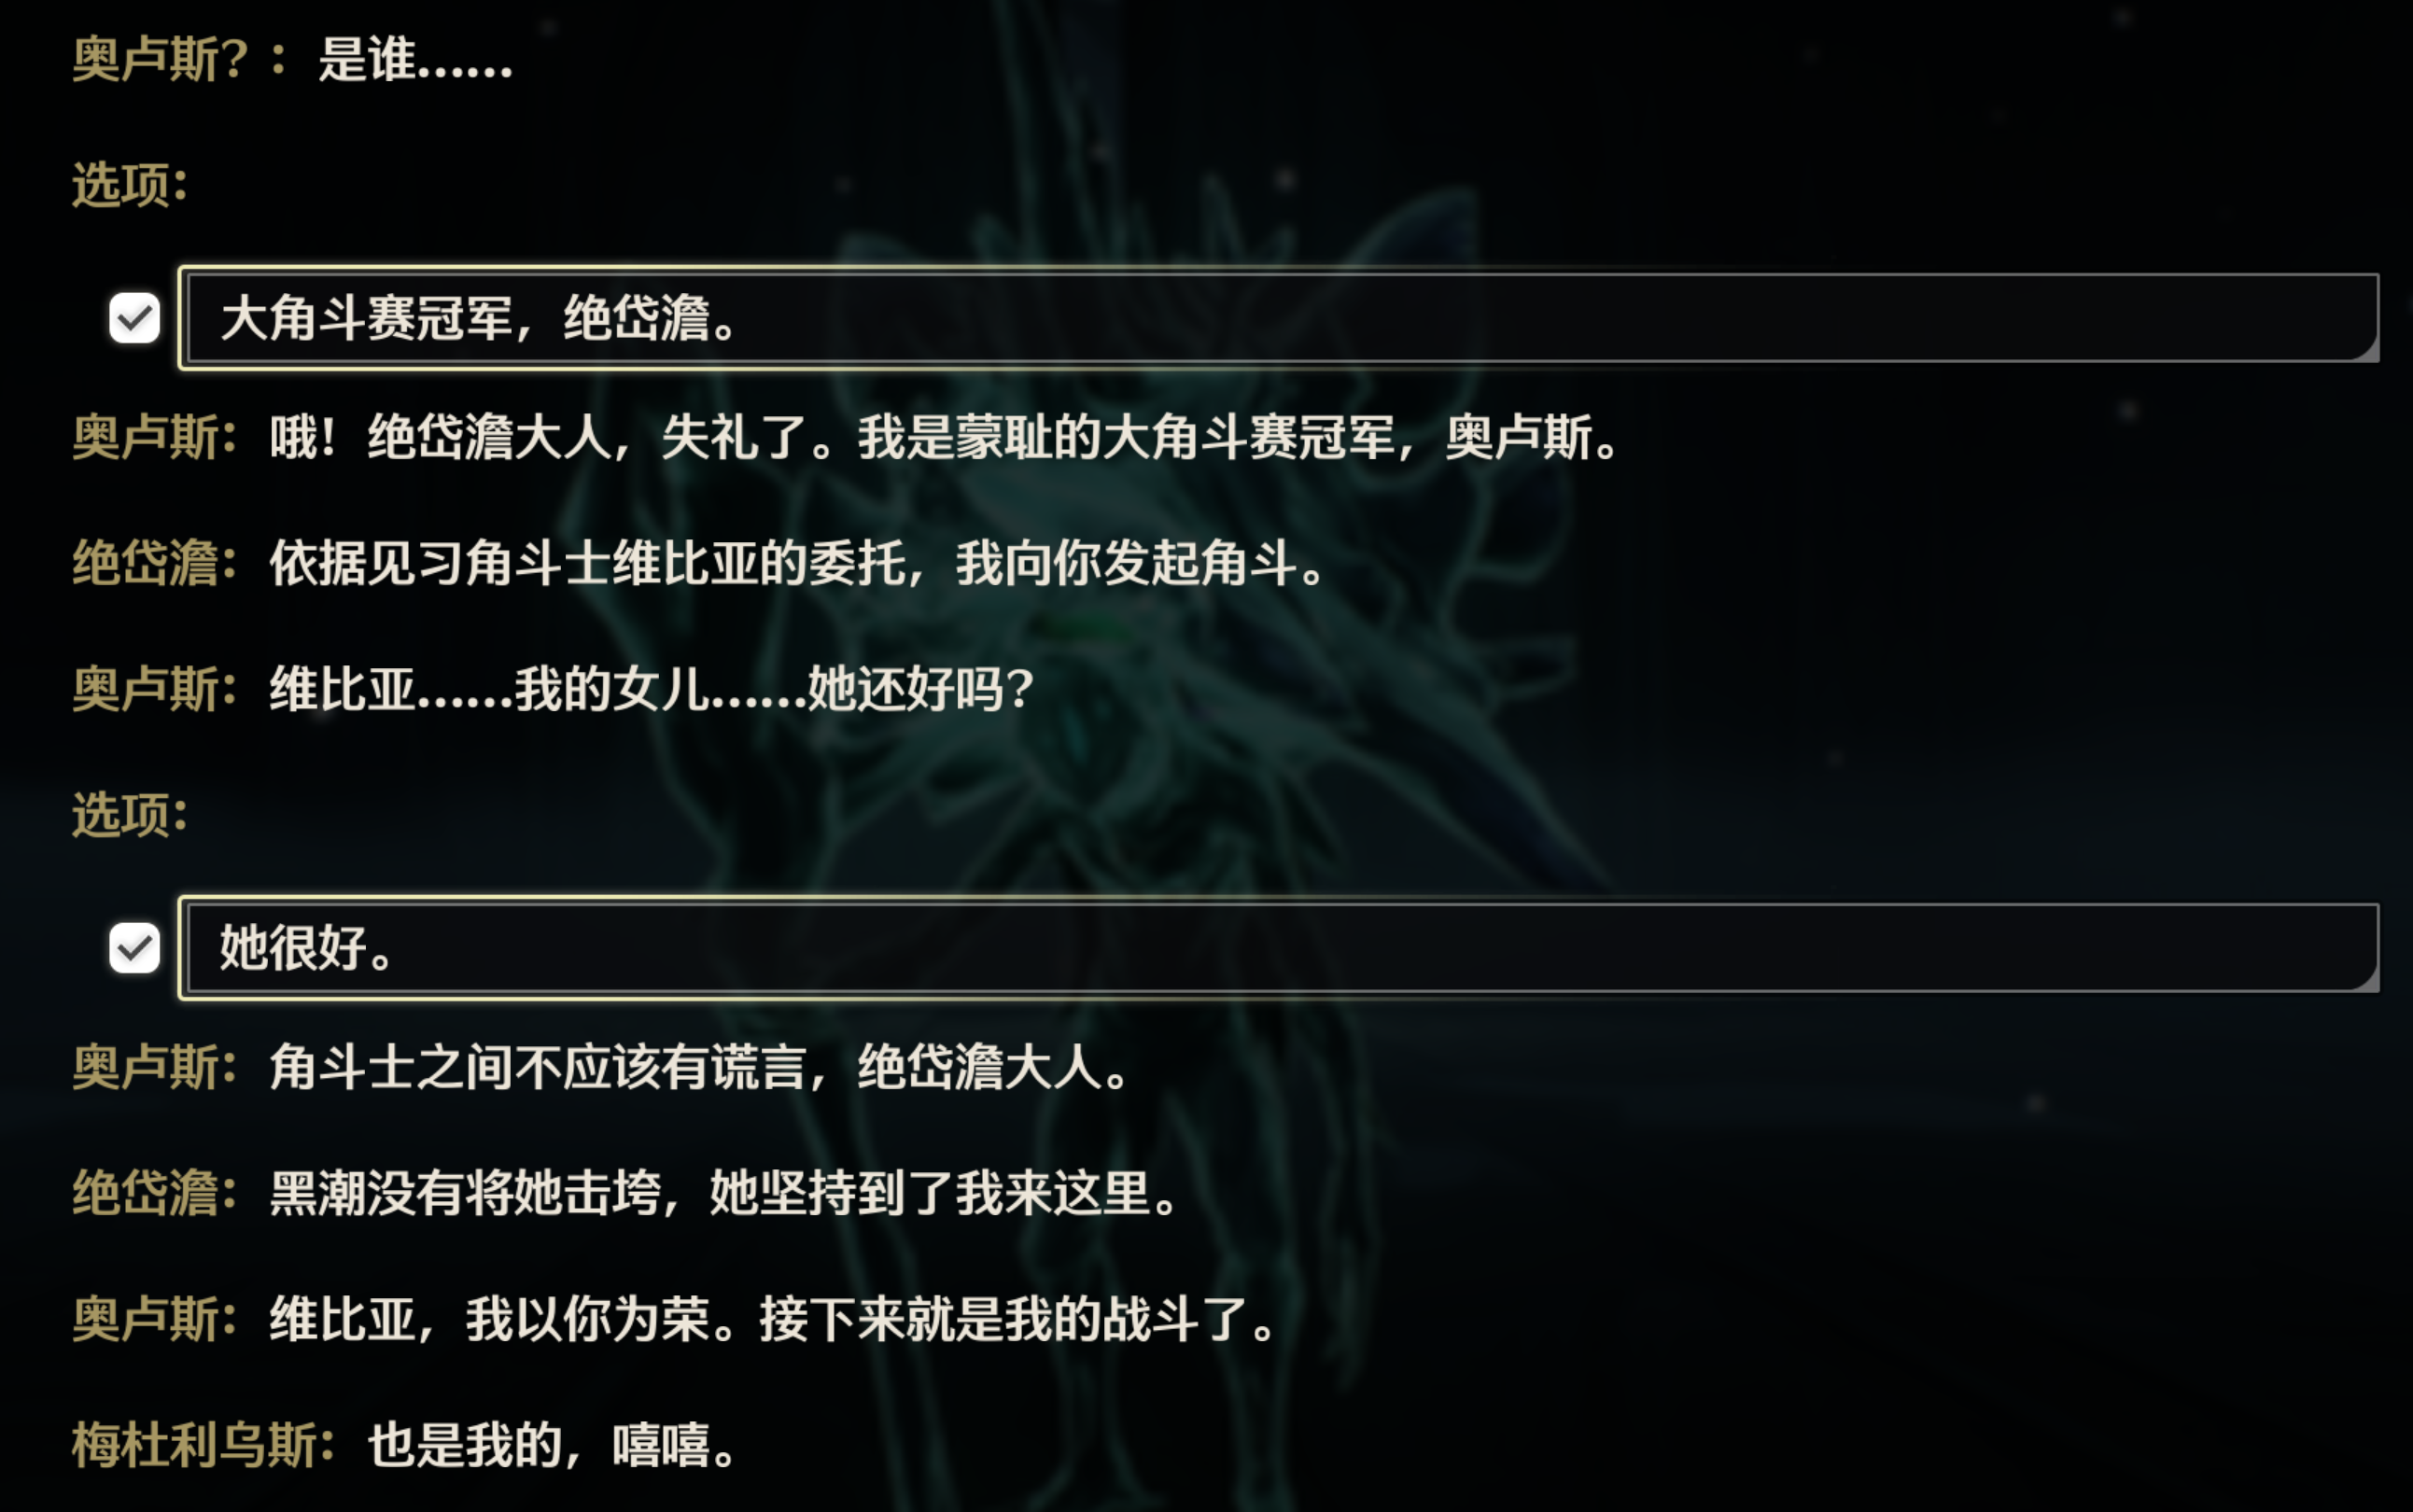 奥卢斯？：是谁……
选项：
大角斗赛冠军，绝岱澹。
奥卢斯：哦！绝岱澹大人，失礼了。我是蒙耻的大角斗赛冠军，奥卢斯。
绝岱澹：依据见习角斗士维比亚的委托，我向你发起角斗。
奥卢斯：维比亚……我的女儿……她还好吗？
选项：
她很好。
奥卢斯：角斗士之间不应该有谎言，绝岱澹大人。
绝岱澹：黑潮没有将她击垮，她坚持到了我来这里。
奥卢斯：维比亚，我以你为荣。接下来就是我的战斗了。
梅杜利乌斯：也是我的，嘻嘻。